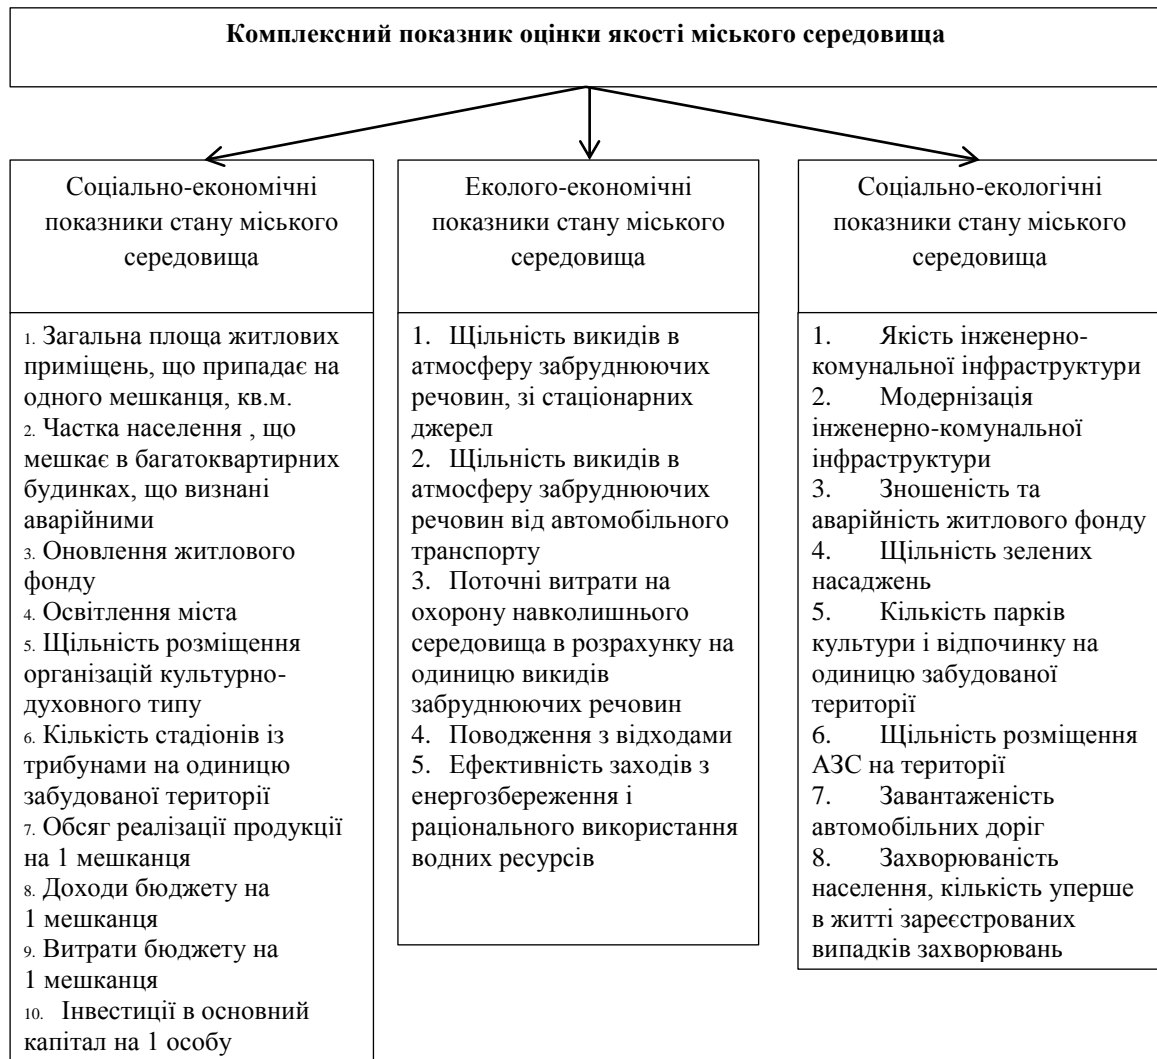 Комплексний показник оцінки якості міського середовища
Соціально-економічні
показники стану міського
середовища
1. Загальна площа житлових
приміщень, що припадає на
одного мешканця, кв.м.
2. Частка населення , що
мешкає в багатоквартирних
будинках, що визнані
аварійними
3. Оновлення житлового
фонду
4. Освітлення міста
5. Щільність розміщення
організацій культурно-
духовного типу
6. Кількість стадіонів із
трибунами на одиницю
забудованої території
7. Обсяг реалізації продукції
на 1 мешканця
8. Доходи бюджету на
1 мешканця
9. Витрати бюджету на
1 мешканця
10. Інвестиції в основний
капітал на 1 особу
Еколого-економічні
показники стану міського
середовища
1. Щільність викидів в
атмосферу забруднюючих
речовин, зі стаціонарних
джерел
2. Щільність викидів в
атмосферу забруднюючих
речовин від автомобільного
транспорту
3. Поточні витрати на
охорону навколишнього
середовища в розрахунку на
одиницю викидів
забруднюючих речовин
4. Поводження з відходами
5. Ефективність заходів з
енергозбереження і
раціонального використання
водних ресурсів
Соціально-екологічні
показники стану міського
середовища
1. Якість інженерно-
комунальної інфраструктури
2. Модернізація
інженерно-комунальної
інфраструктури
3. Зношеність та
аварійність житлового фонду
4. Щільність зелених
насаджень
5. Кількість парків
культури і відпочинку на
одиницю забудованої
території
6. Щільність розміщення
АЗС на території
7. Завантаженість
автомобільних доріг
8. Захворюваність
населення, кількість уперше
в житті зареєстрованих
випадків захворювань